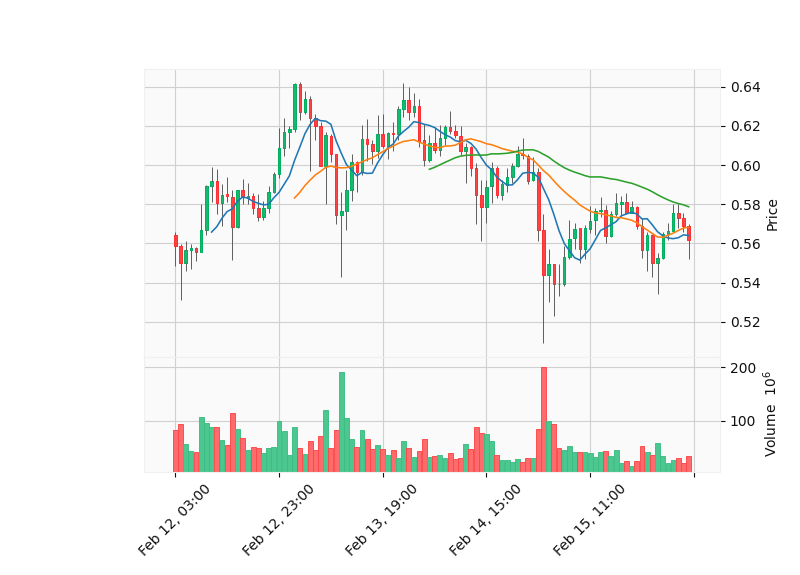 0.64
0.62
0.60
0.58
0.56
0.54
0.52
Price
200
100
Volume 10⁶
Feb 12, 03:00
Feb 12, 23:00
Feb 13, 19:00
Feb 14, 15:00
Feb 15, 11:00